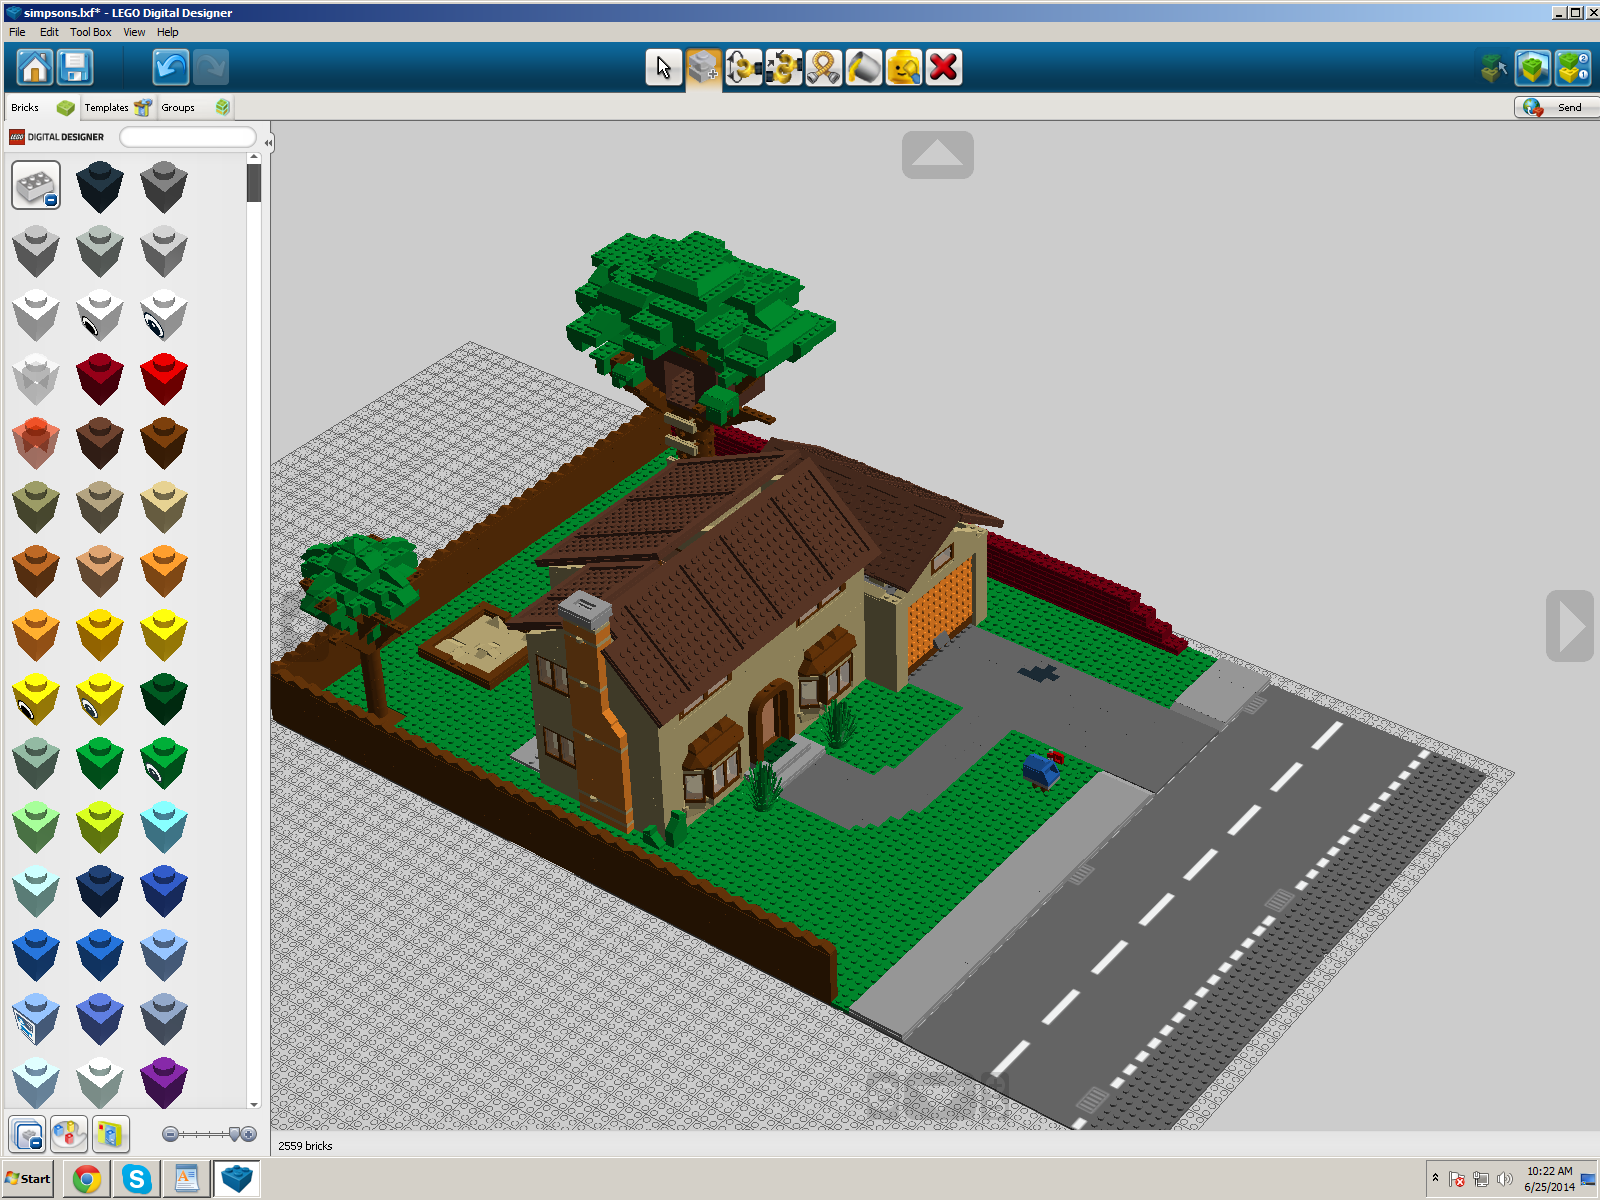 simpsons.lxf* - LEGO Digital Designer
File Edit Tool Box View Help
Bricks Templates Groups Send
LEGO DIGITAL DESIGNER
2559 bricks
Start 10:22 AM
6/25/2014